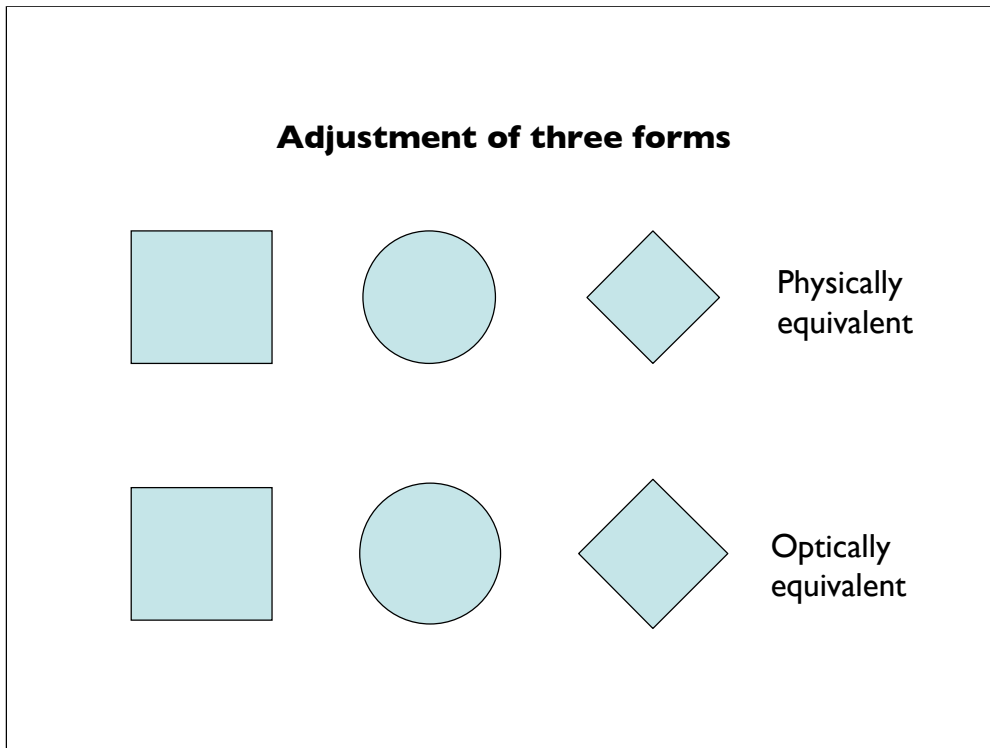 Adjustment of three forms
Physically
equivalent
Optically
equivalent